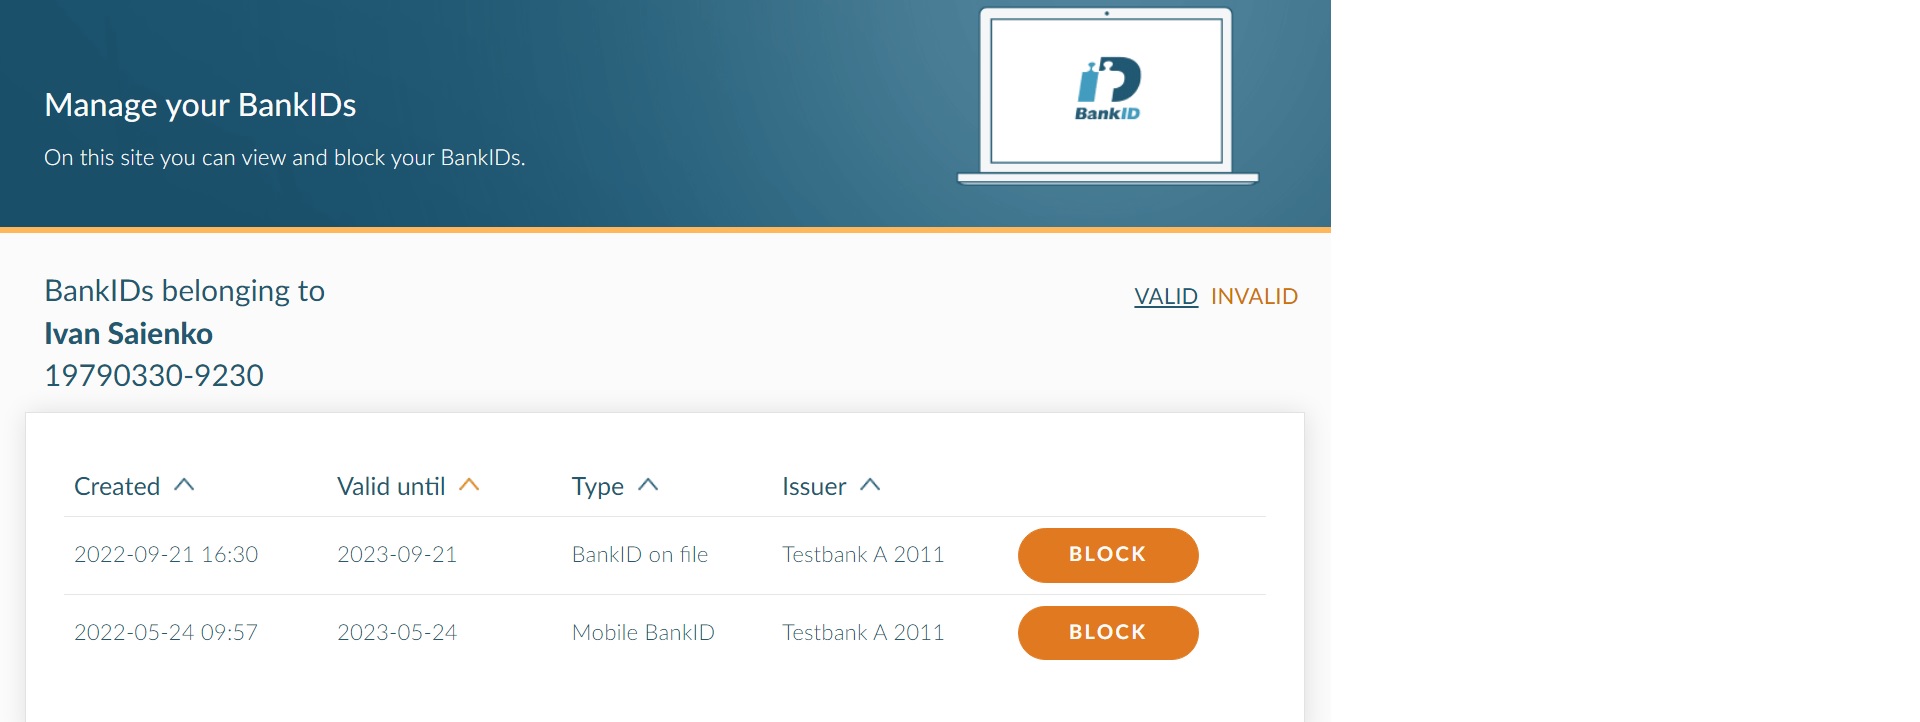 Manage your BankIDs
On this site you can view and block your BankIDs.
BankID
BankIDs belonging to
Ivan Saienko
19790330-9230
VALID INVALID
Created Valid until Type Issuer
2022-09-21 16:30 2023-09-21 BankID on file Testbank A 2011 BLOCK
2022-05-24 09:57 2023-05-24 Mobile BankID Testbank A 2011 BLOCK